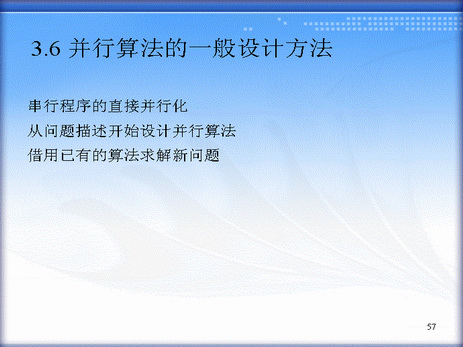 3.6 并行算法的一般设计方法
串行程序的直接并行化
从问题描述开始设计并行算法
借用已有的算法求解新问题
57